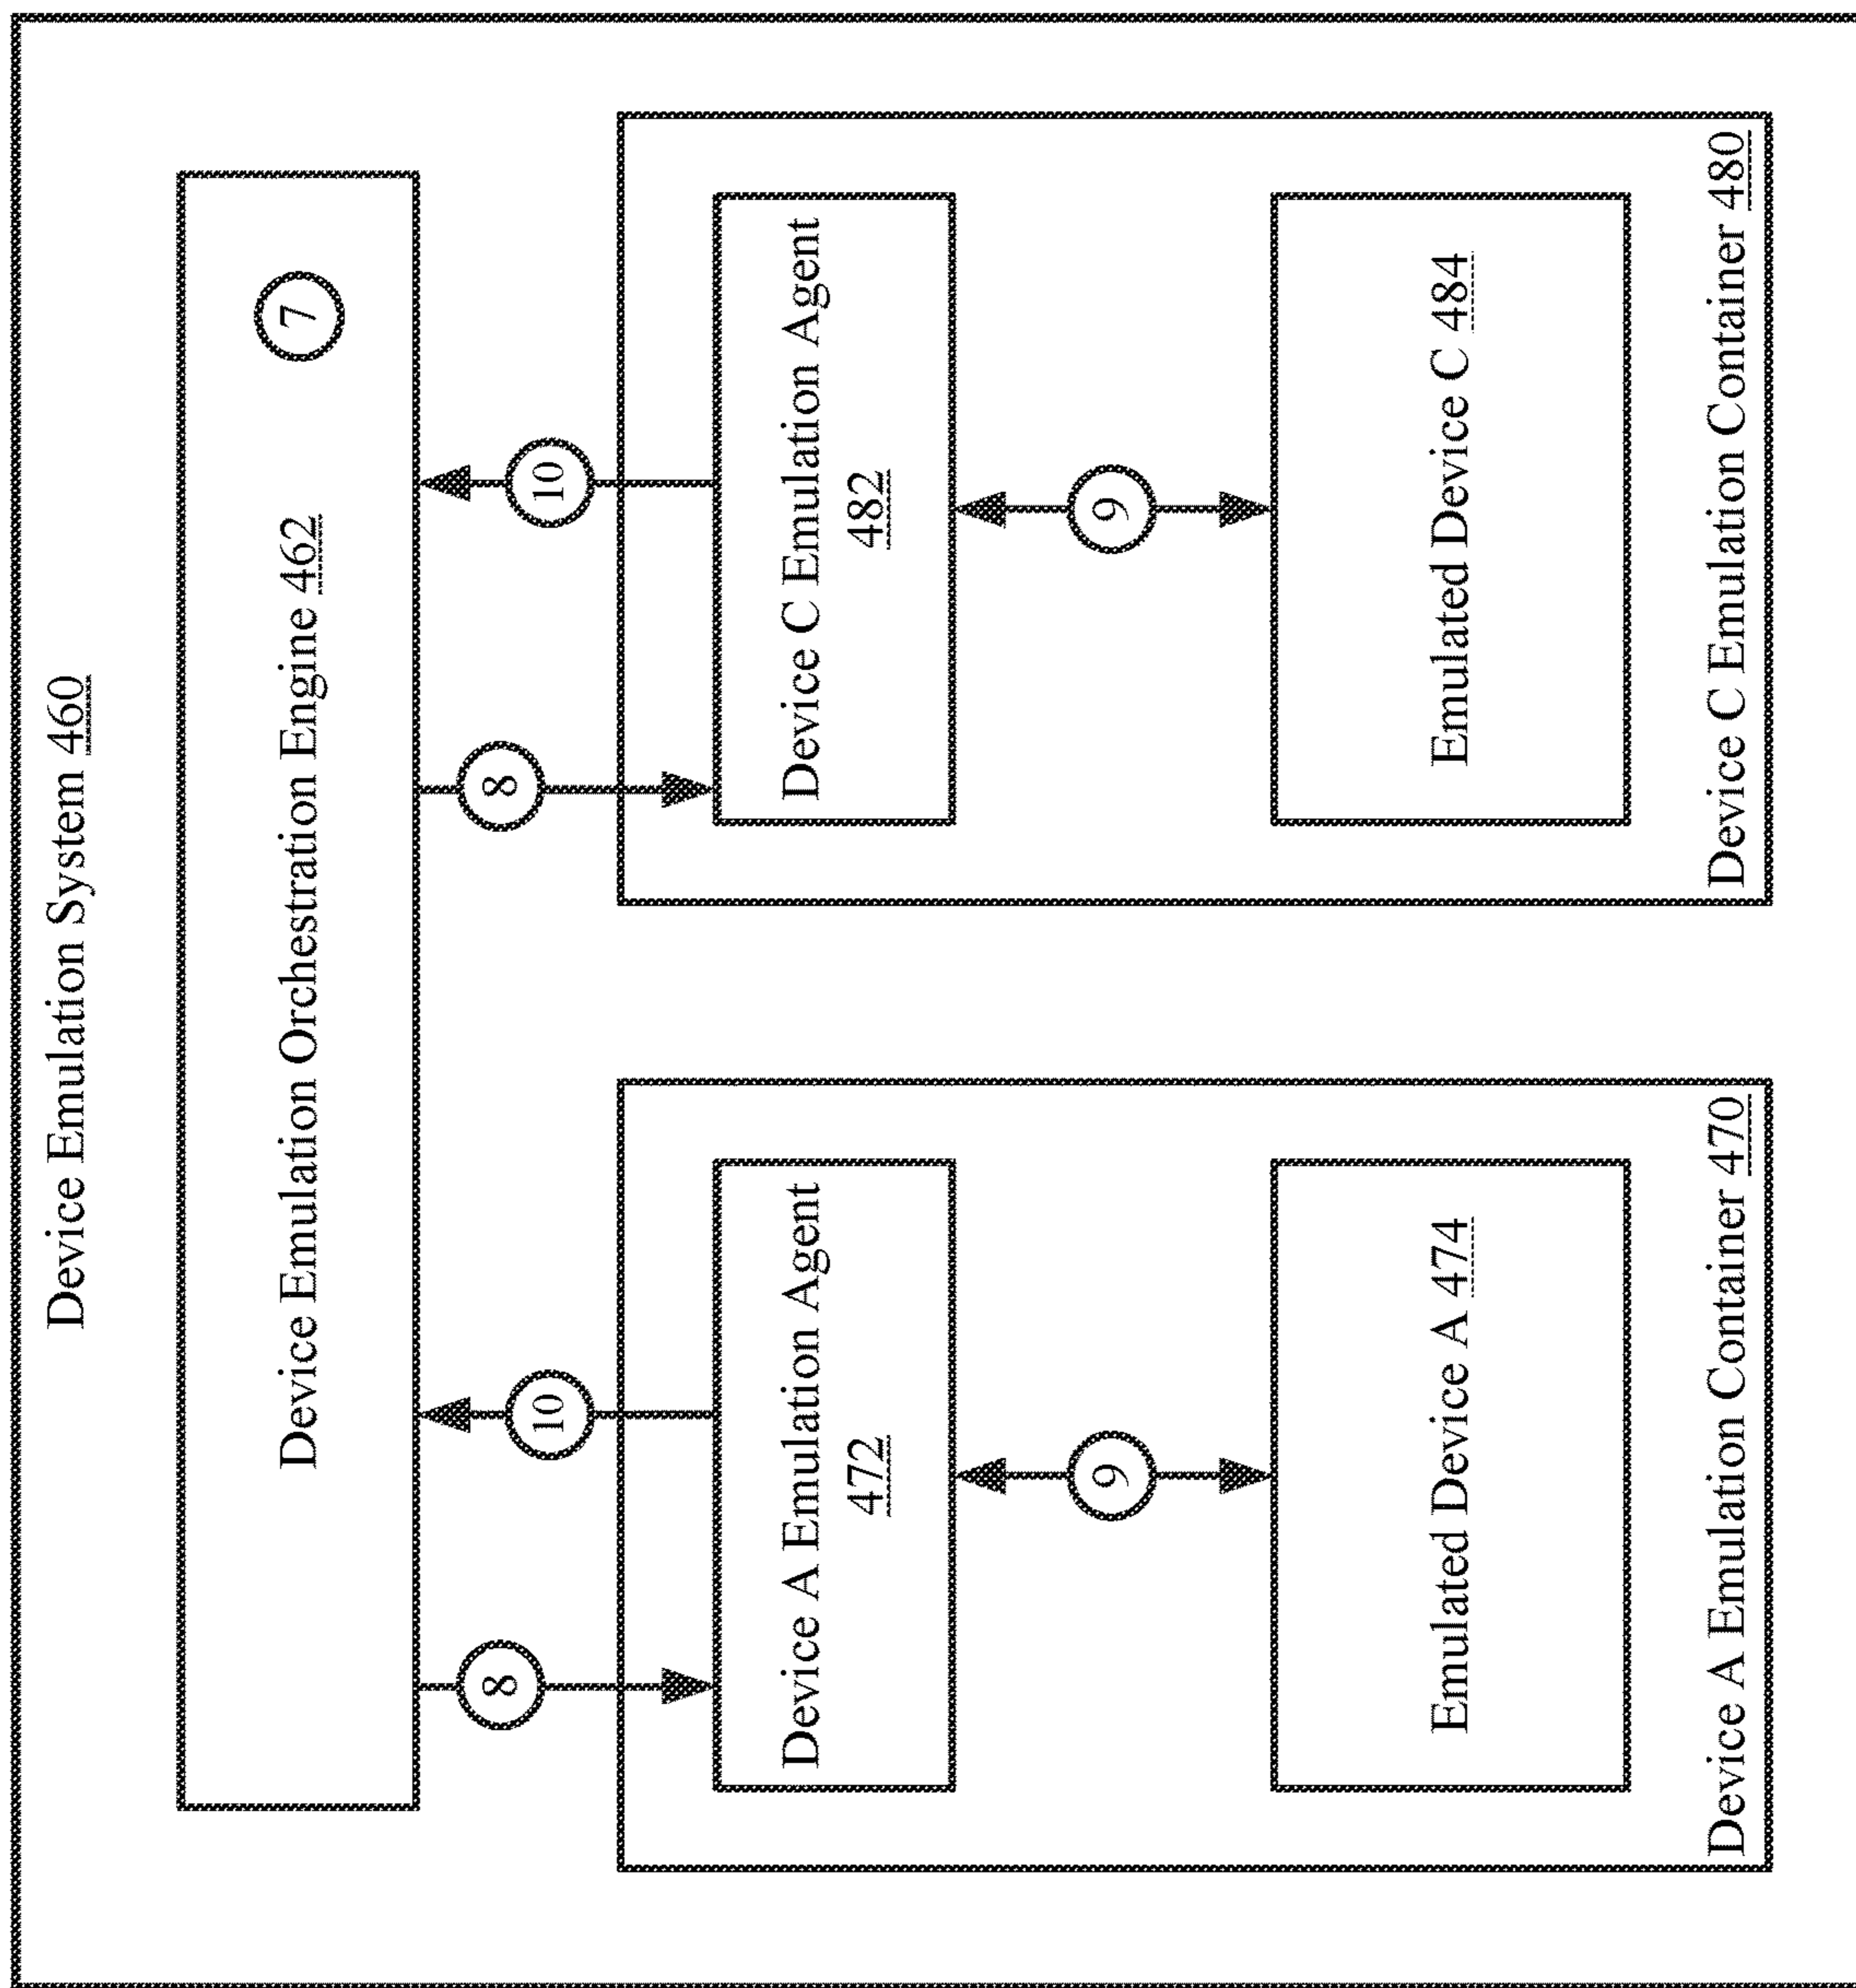 Device Emulation System 460
Device Emulation Orchestration Engine 462
7
8
10
8
10
Device A Emulation Agent
472
Device C Emulation Agent
482
9
9
Emulated Device A 474
Emulated Device C 484
Device A Emulation Container 470
Device C Emulation Container 480